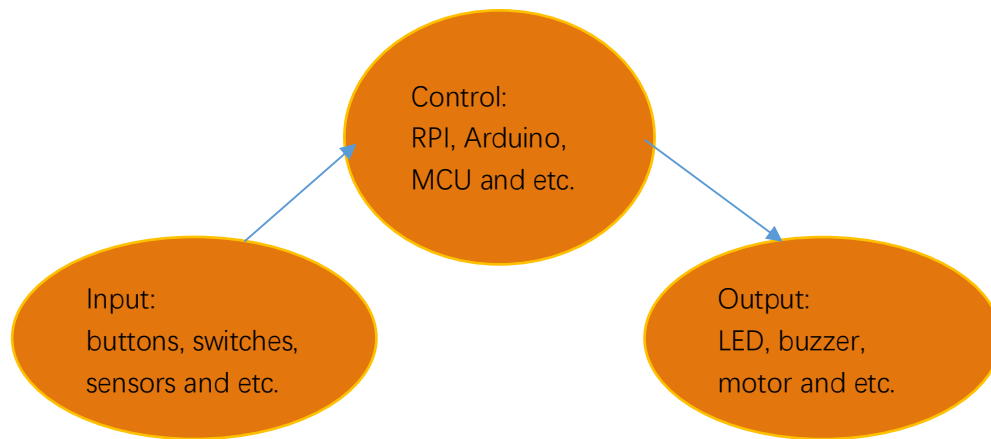 Control:
RPI, Arduino,
MCU and etc.
Input:
buttons, switches,
sensors and etc.
Output:
LED, buzzer,
motor and etc.